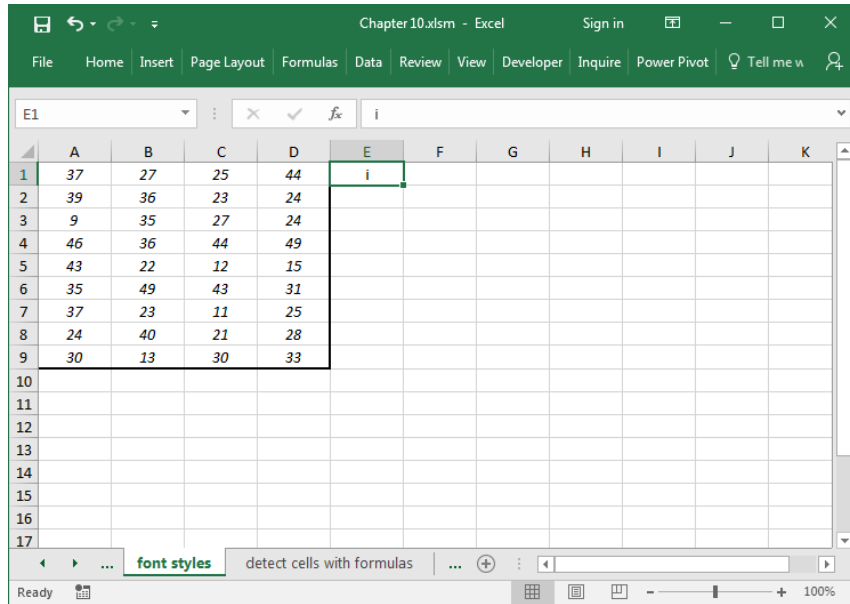 Chapter 10.xlsm - Excel Sign in
File Home Insert Page Layout Formulas Data Review View Developer Inquire Power Pivot Tell me w
E1 fx i
A B C D E F G H I J K
1 37 27 25 44 i
2 39 36 23 24
3 9 35 27 24
4 46 36 44 49
5 43 22 12 15
6 35 49 43 31
7 37 23 11 25
8 24 40 21 28
9 30 13 30 33
10
11
12
13
14
15
16
17
... font styles detect cells with formulas ...
Ready 100%